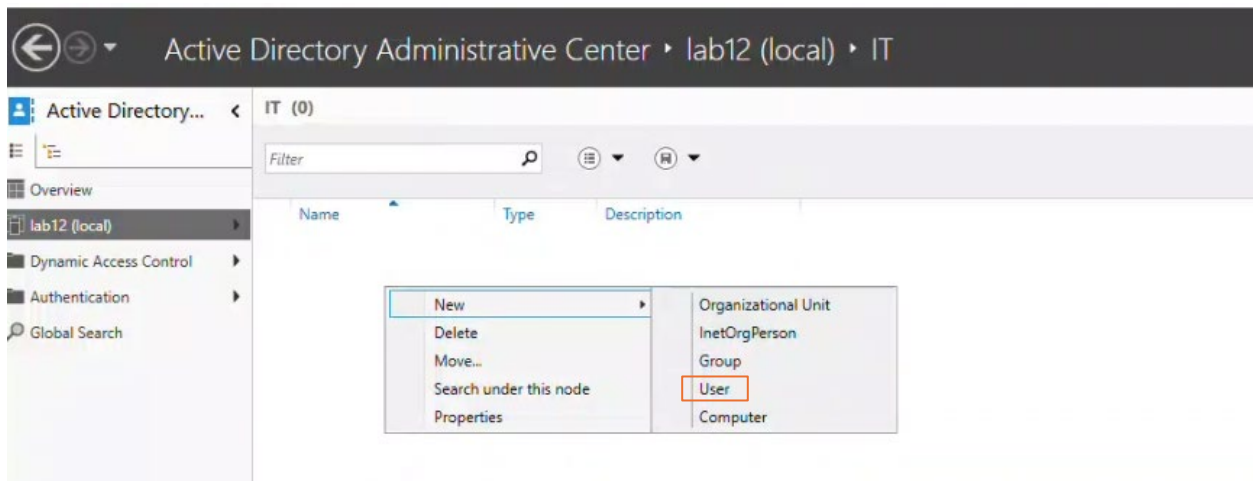 Active Directory Administrative Center • lab12 (local) • IT
Active Directory...
IT (0)
Filter
Overview
lab12 (local)
Dynamic Access Control
Authentication
Global Search
Name Type Description
New
Delete
Move...
Search under this node
Properties
Organizational Unit
InetOrgPerson
Group
User
Computer